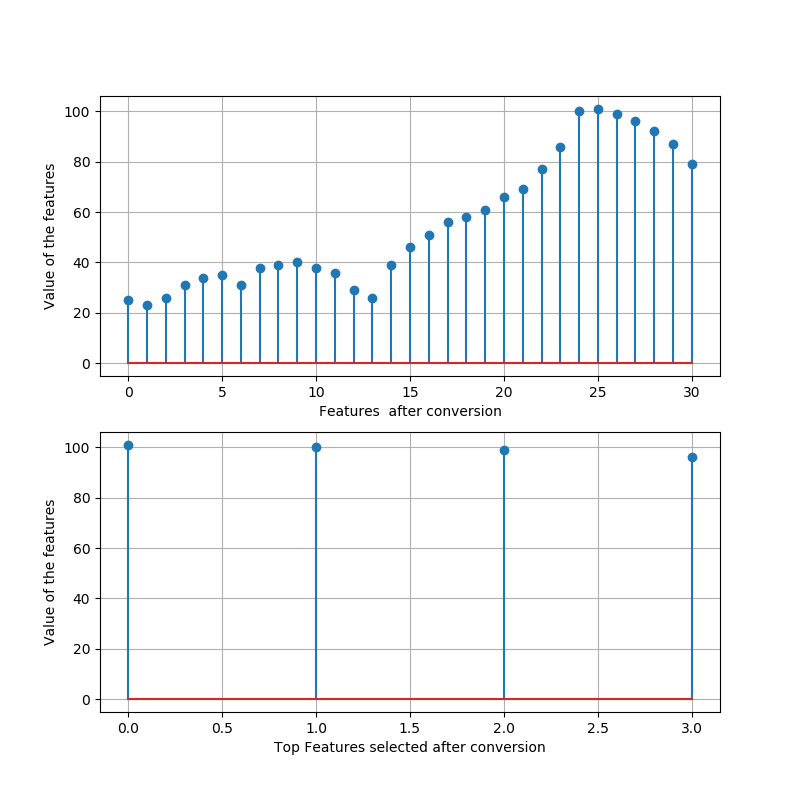 100
80
60
40
20
0
Value of the features
0 5 10 15 20 25 30
Features  after conversion
100
80
60
40
20
0
Value of the features
0.0 0.5 1.0 1.5 2.0 2.5 3.0
Top Features selected after conversion